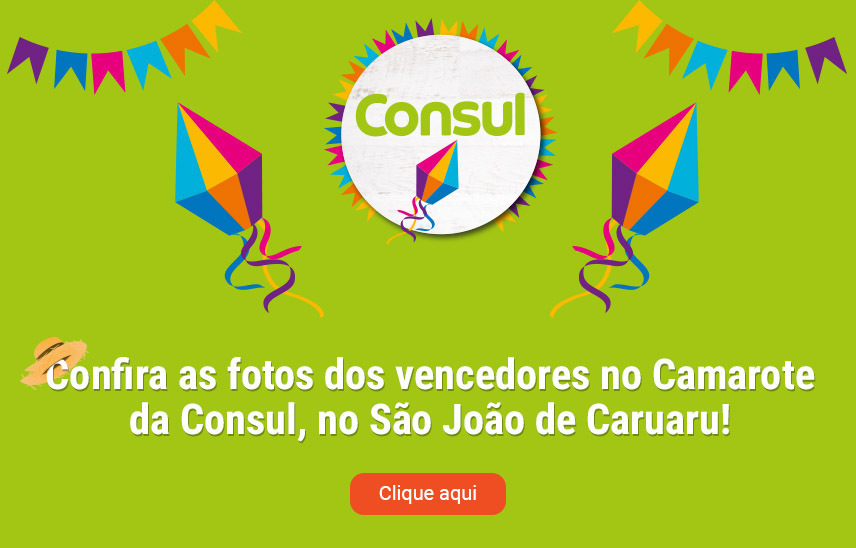 Consul
Confira as fotos dos vencedores no Camarote
da Consul, no São João de Caruaru!
Clique aqui